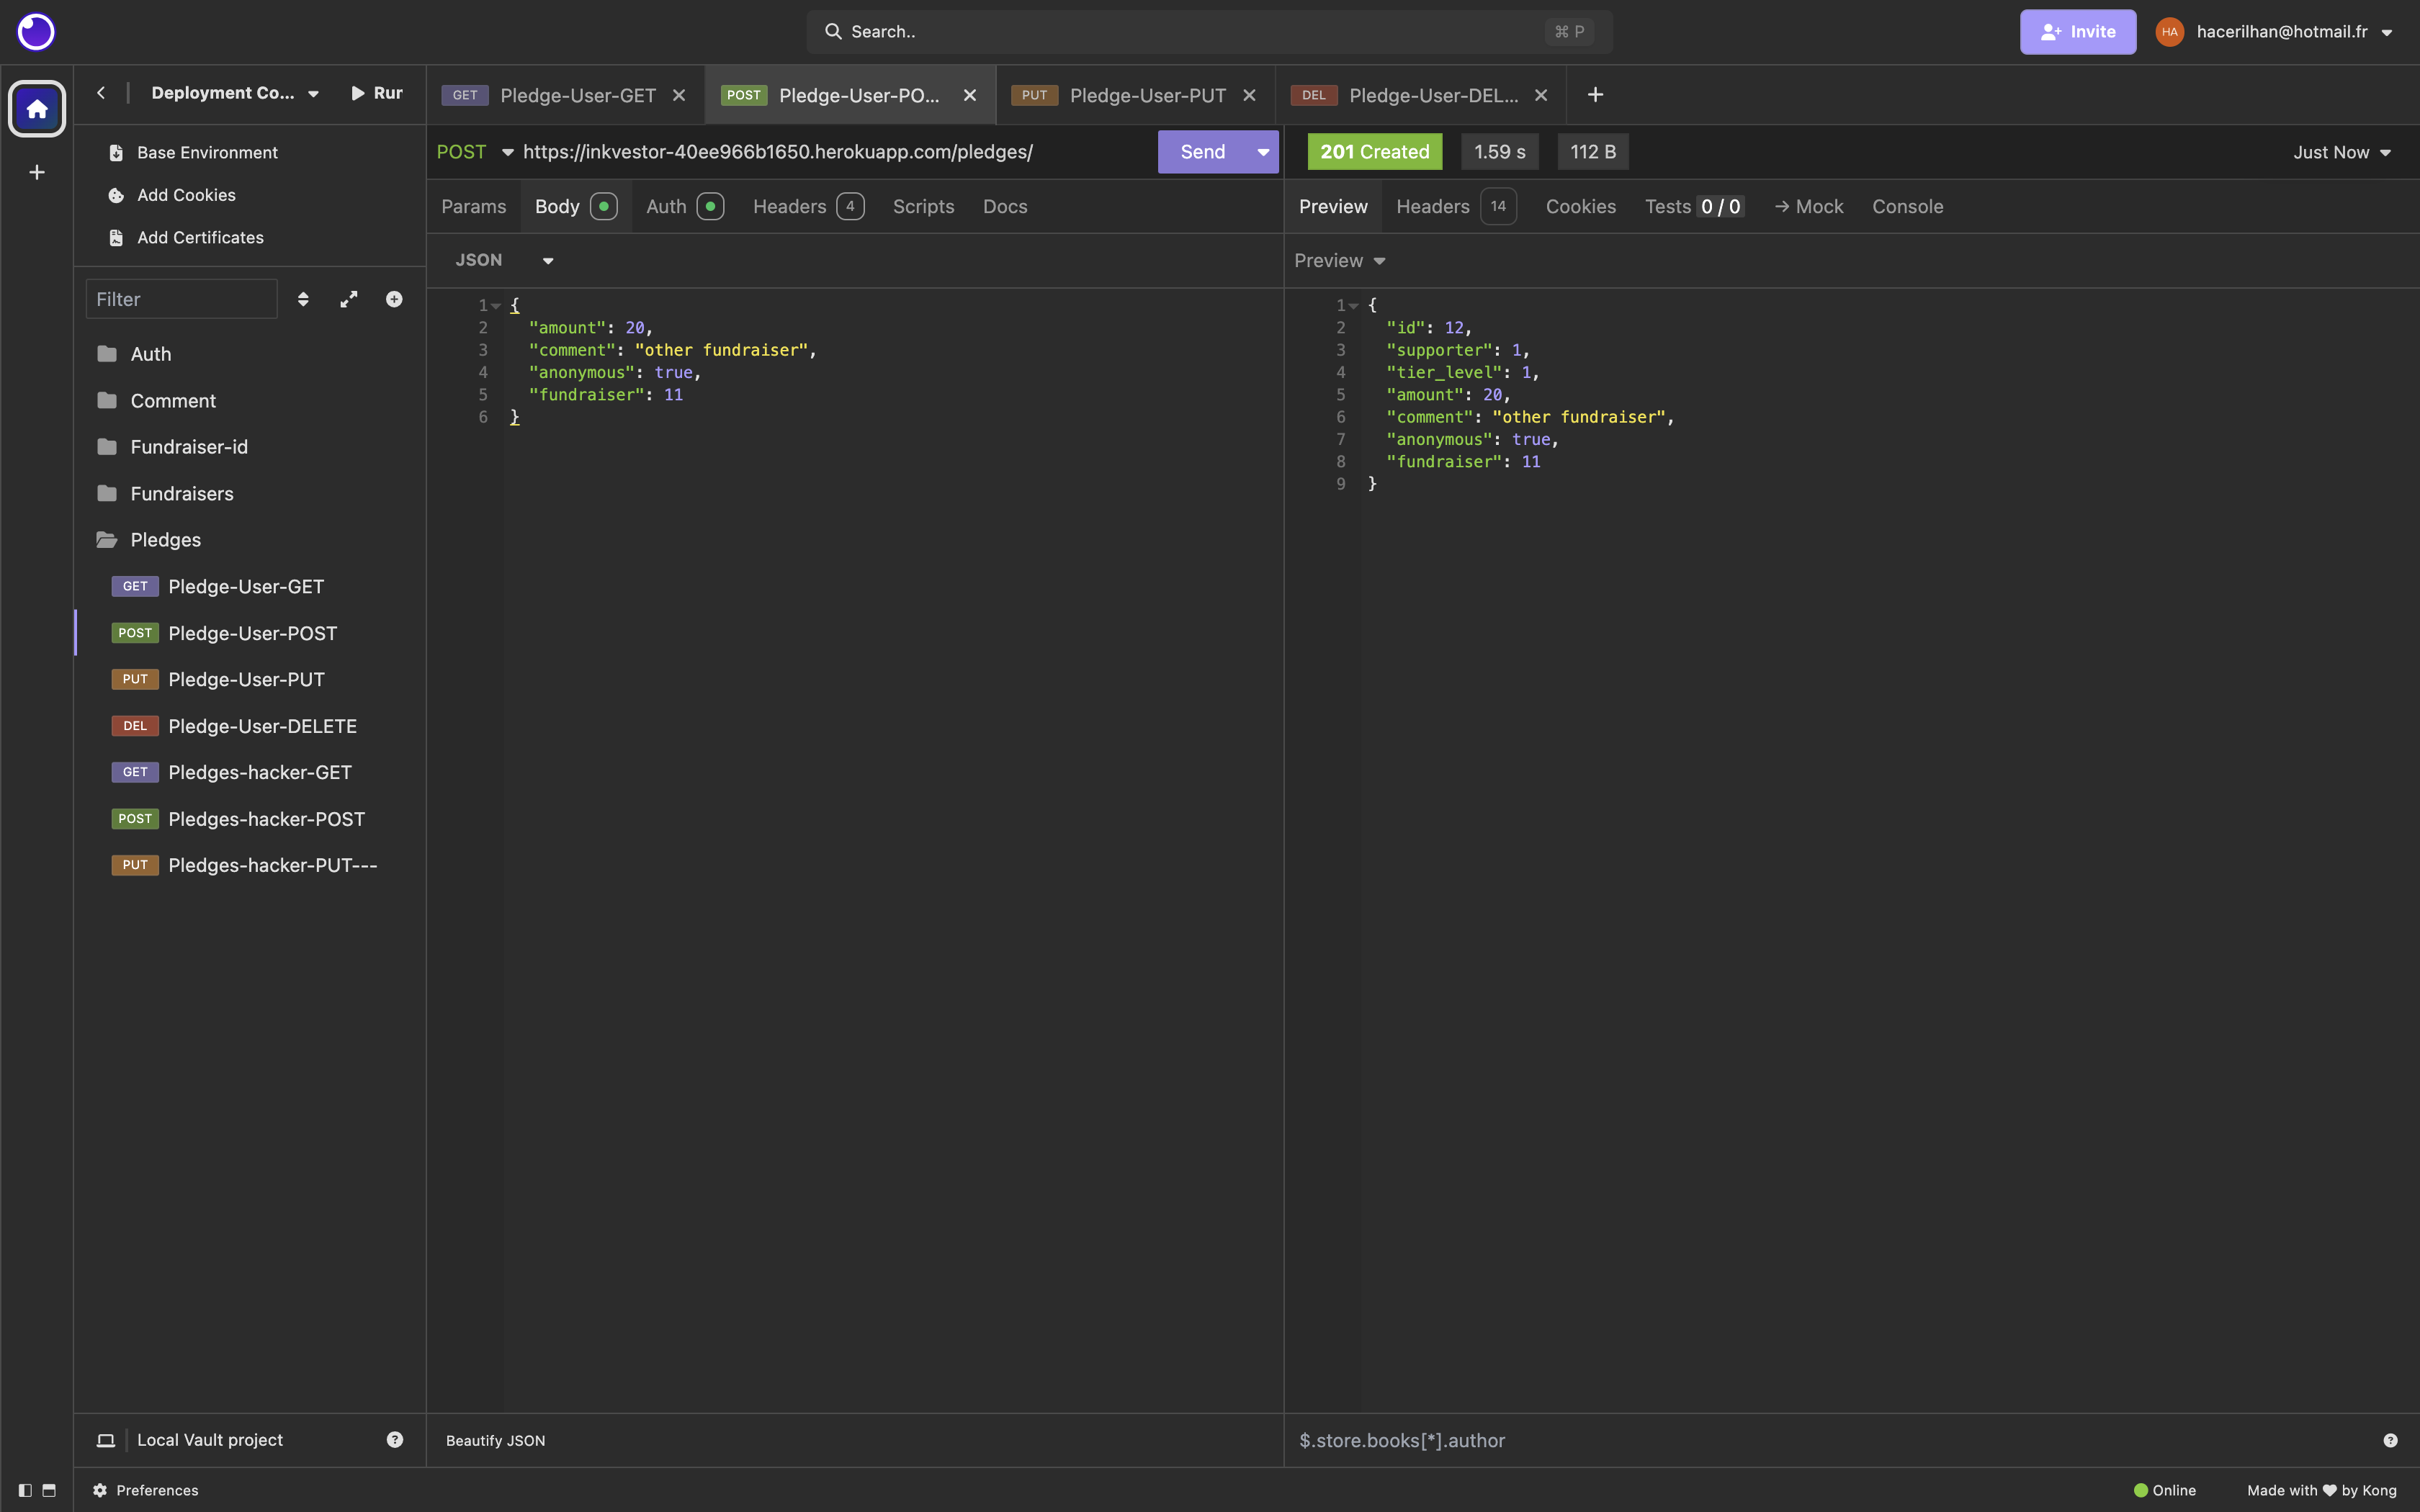 Search..
⌘ P
Invite
HA
hacerilhan@hotmail.fr
Deployment Co...
Rur
GET Pledge-User-GET
POST Pledge-User-PO...
PUT Pledge-User-PUT
DEL Pledge-User-DEL...
Base Environment
Add Cookies
Add Certificates
Filter
Auth
Comment
Fundraiser-id
Fundraisers
Pledges
GET Pledge-User-GET
POST Pledge-User-POST
PUT Pledge-User-PUT
DEL Pledge-User-DELETE
GET Pledges-hacker-GET
POST Pledges-hacker-POST
PUT Pledges-hacker-PUT---
Local Vault project
POST https://inkvestor-40ee966b1650.herokuapp.com/pledges/
Send
Params Body Auth Headers 4 Scripts Docs
JSON
1 {
2 "amount": 20,
3 "comment": "other fundraiser",
4 "anonymous": true,
5 "fundraiser": 11
6 }
Beautify JSON
201 Created 1.59 s 112 B
Just Now
Preview Headers 14 Cookies Tests 0 / 0 → Mock Console
Preview
1 {
2 "id": 12,
3 "supporter": 1,
4 "tier_level": 1,
5 "amount": 20,
6 "comment": "other fundraiser",
7 "anonymous": true,
8 "fundraiser": 11
9 }
$.store.books[*].author
Preferences
Online
Made with ♥ by Kong